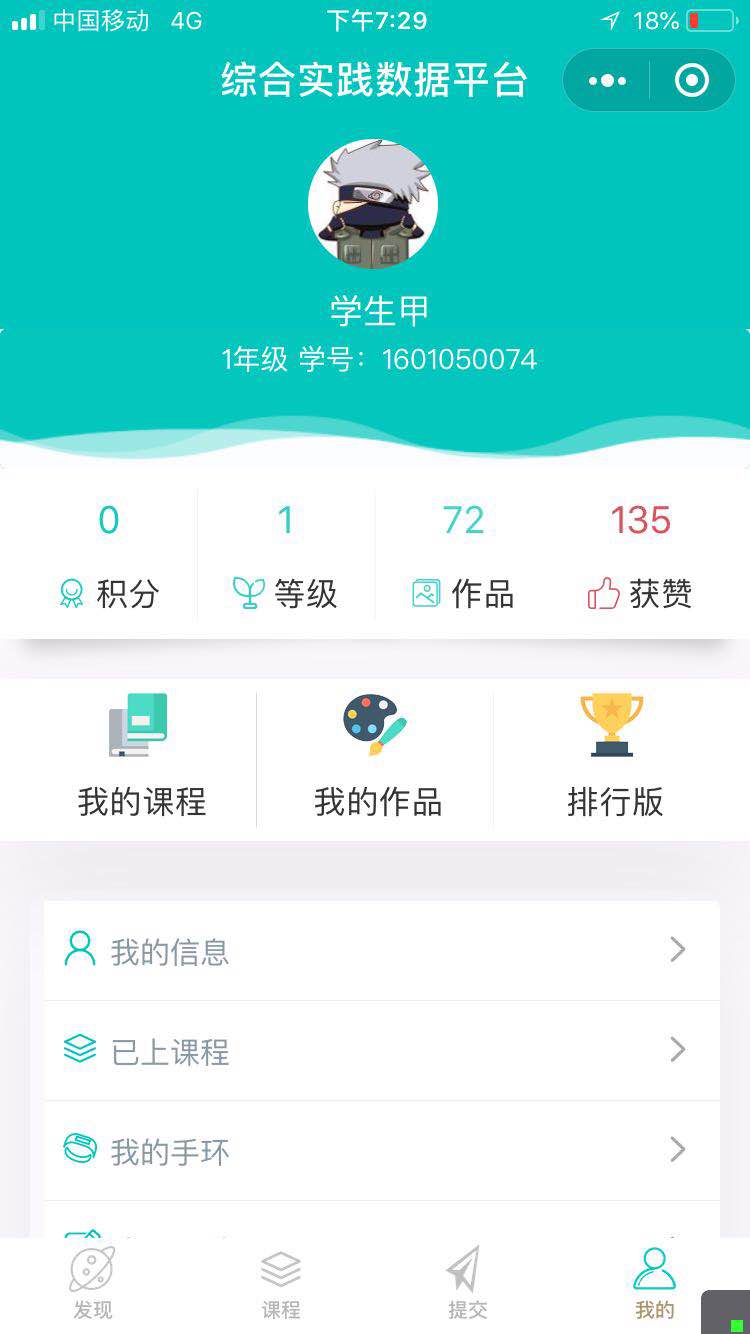 中国移动 4G 下午7:29 18%
综合实践数据平台
学生甲
1年级 学号：1601050074
0 1 72 135
积分 等级 作品 获赞
我的课程 我的作品 排行版
我的信息
已上课程
我的手环
发现 课程 提交 我的